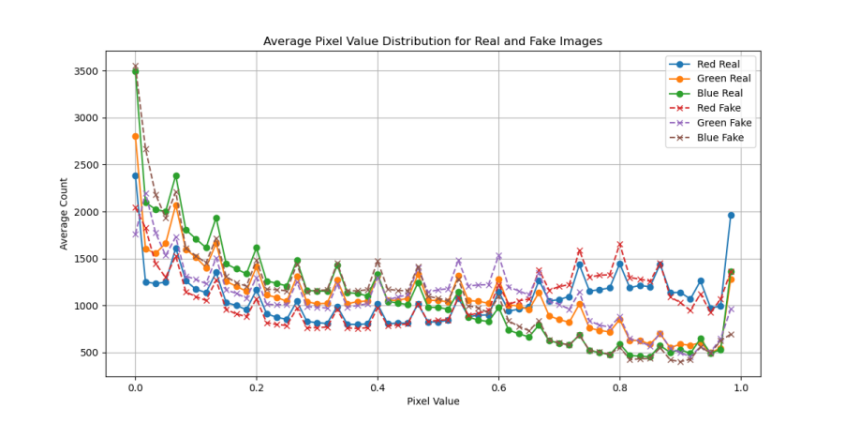 Average Pixel Value Distribution for Real and Fake Images
Average Count
3500
3000
2500
2000
1500
1000
500
Red Real
Green Real
Blue Real
Red Fake
Green Fake
Blue Fake
0.0 0.2 0.4 0.6 0.8 1.0
Pixel Value